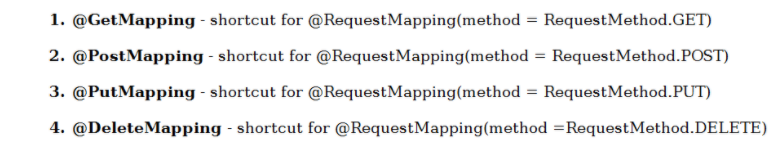 1. @GetMapping - shortcut for @RequestMapping(method = RequestMethod.GET)
2. @PostMapping - shortcut for @RequestMapping(method = RequestMethod.POST)
3. @PutMapping - shortcut for @RequestMapping(method = RequestMethod.PUT)
4. @DeleteMapping - shortcut for @RequestMapping(method =RequestMethod.DELETE)